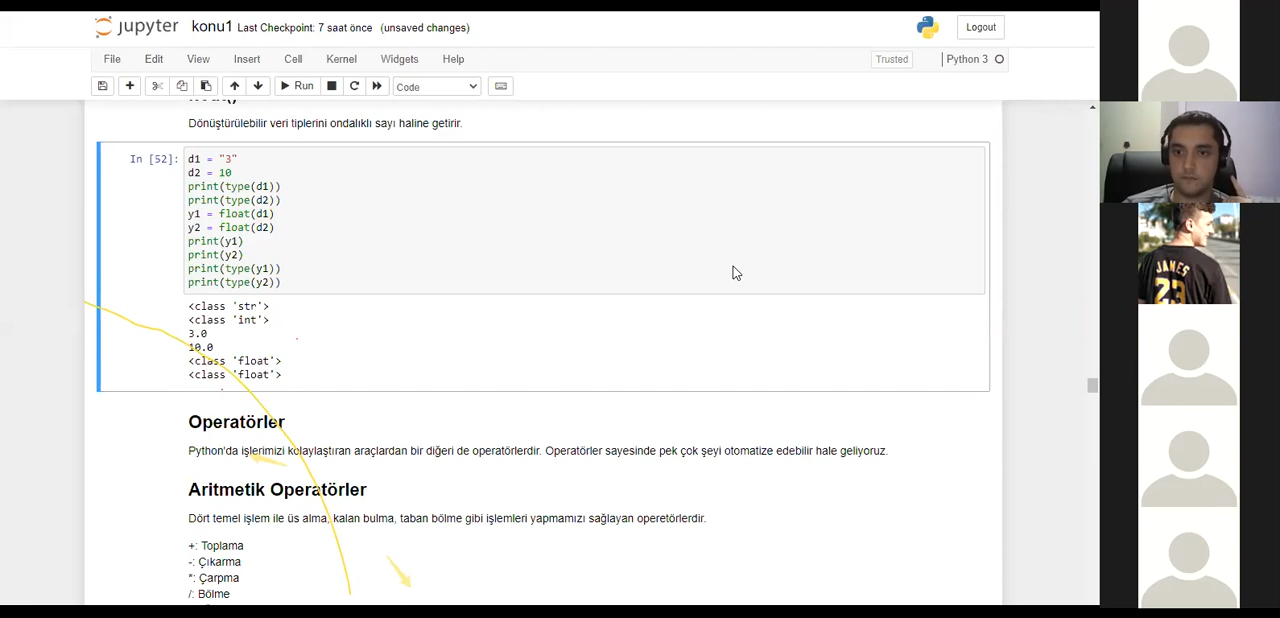 jupyter konu1 Last Checkpoint: 7 saat önce (unsaved changes) Logout
File Edit View Insert Cell Kernel Widgets Help Trusted Python 3
Run Code
Dönüştürülebilir veri tiplerini ondalıklı sayı haline getirir.
In [52]: d1 = "3"
d2 = 10
print(type(d1))
print(type(d2))
y1 = float(d1)
y2 = float(d2)
print(y1)
print(y2)
print(type(y1))
print(type(y2))
<class 'str'>
<class 'int'>
3.0
10.0
<class 'float'>
<class 'float'>
Operatörler
Python'da işlerimizi kolaylaştıran araçlardan bir diğeri de operatörlerdir. Operatörler sayesinde pek çok şeyi otomatize edebilir hale geliyoruz.
Aritmetik Operatörler
Dört temel işlem ile üs alma, kalan bulma, taban bölme gibi işlemleri yapmamızı sağlayan operetörlerdir.
+: Toplama
-: Çıkarma
*: Çarpma
/: Bölme
JAMES
23